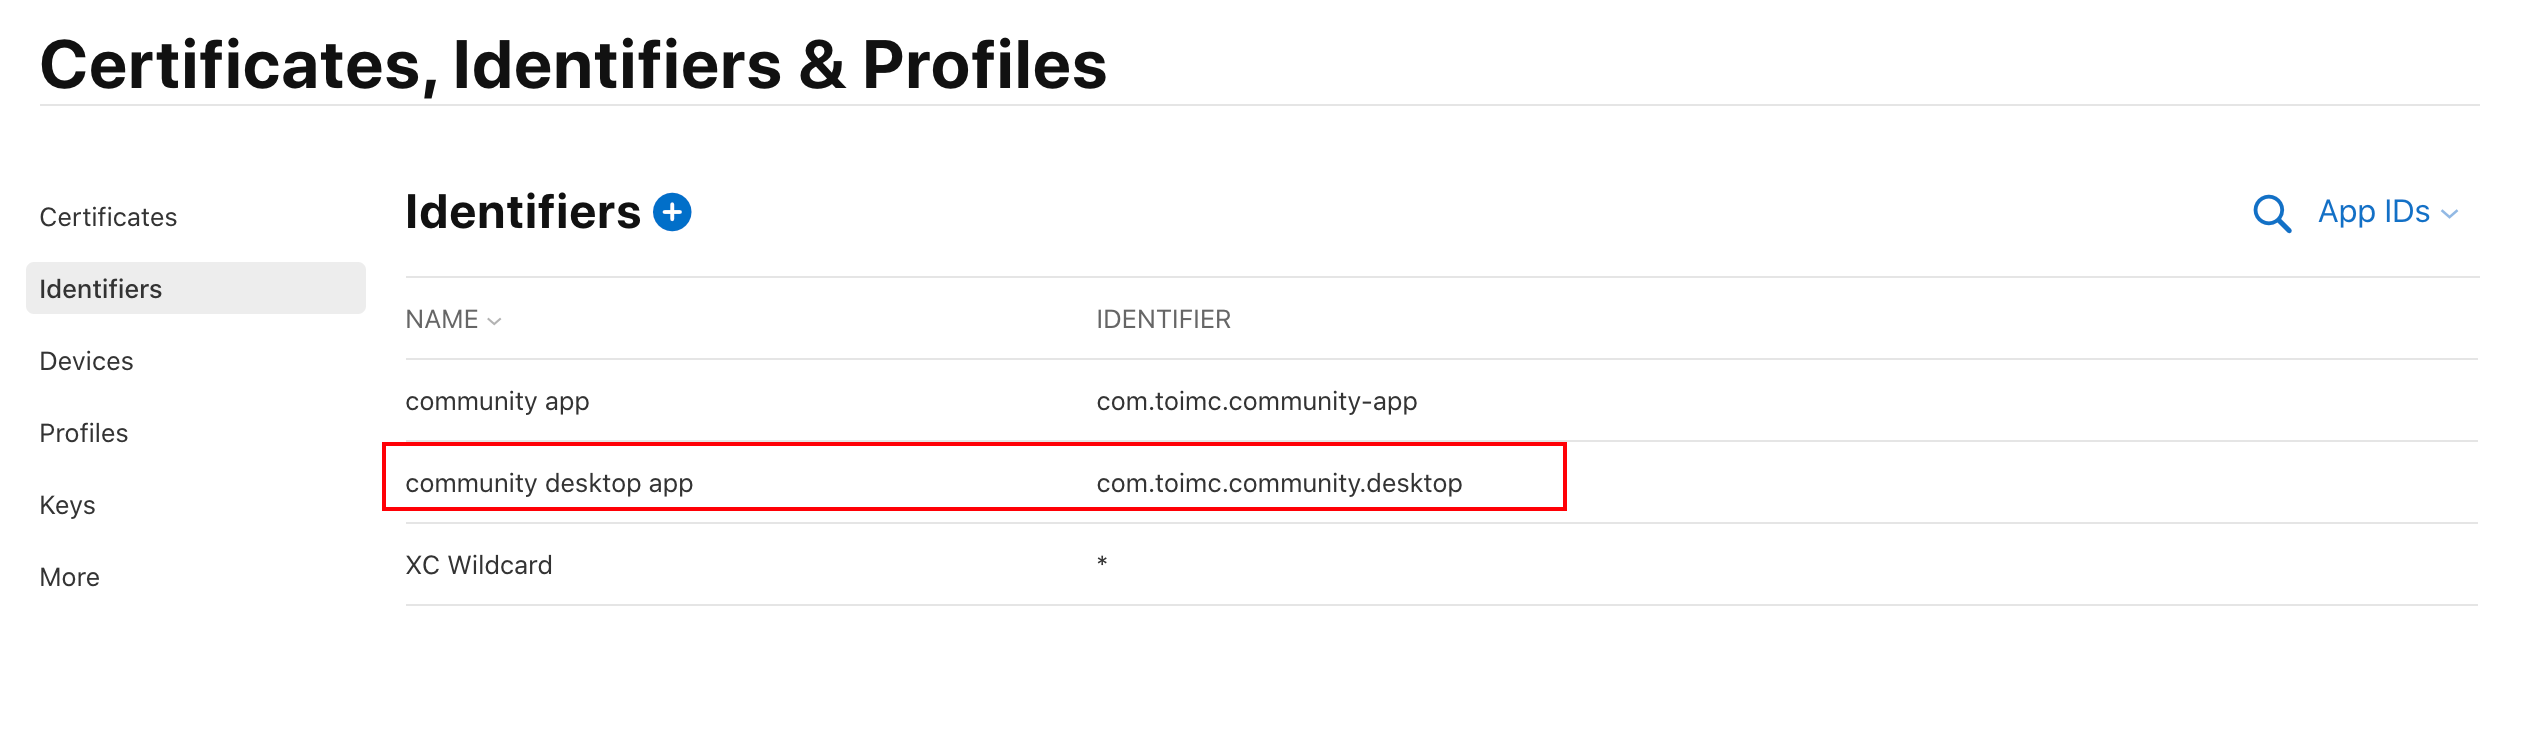 Certificates, Identifiers & Profiles
Certificates
Identifiers
Devices
Profiles
Keys
More
Identifiers
App IDs
NAME IDENTIFIER
community app com.toimc.community-app
community desktop app com.toimc.community.desktop
XC Wildcard *